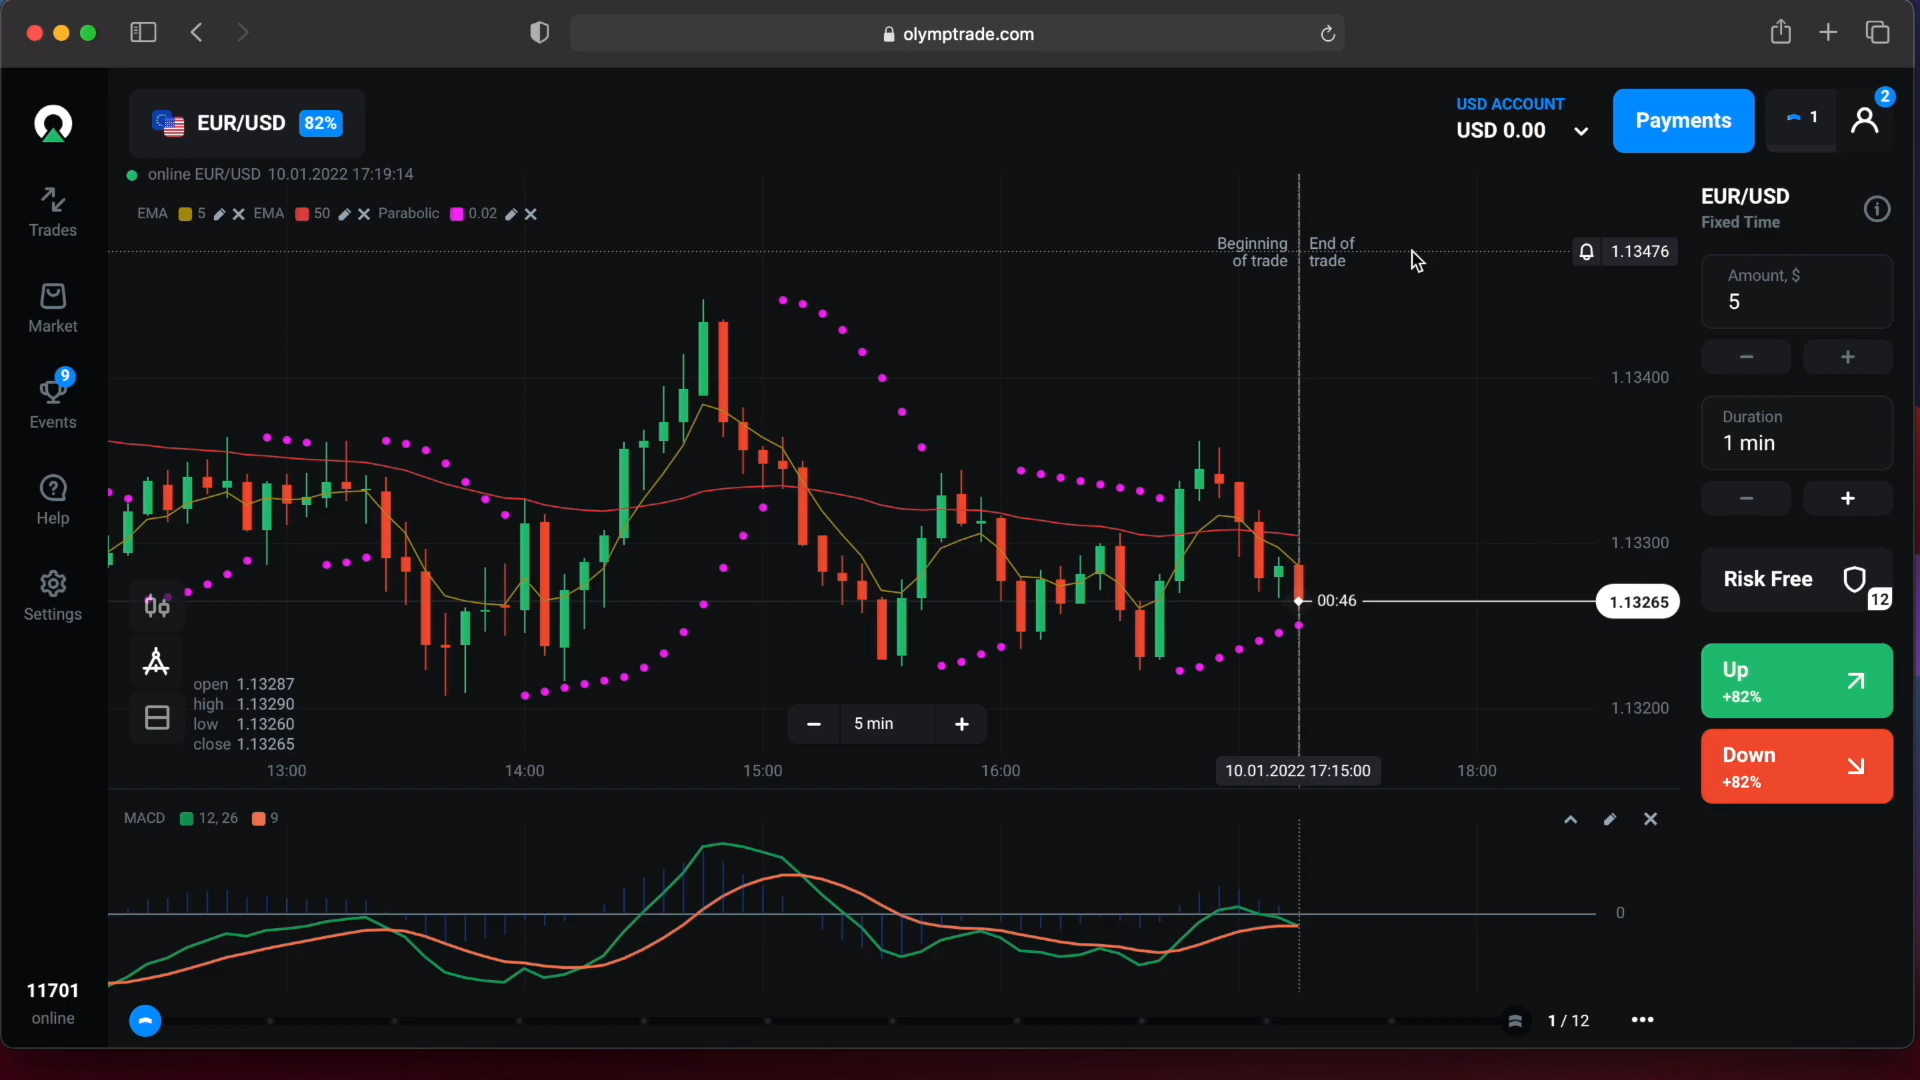 olymptrade.com
EUR/USD 82%
USD ACCOUNT
USD 0.00
Payments
1
2
online EUR/USD 10.01.2022 17:19:14
EMA 5 EMA 50 Parabolic 0.02
Trades
Market
9
Events
Help
Settings
11701
online
Beginning
of trade
End of
trade
1.13476
1.13400
1.13300
00:46
1.13265
1.13200
open 1.13287
high 1.13290
low 1.13260
close 1.13265
5 min
13:00
14:00
15:00
16:00
10.01.2022 17:15:00
18:00
MACD 12, 26 9
0
1 / 12
EUR/USD
Fixed Time
Amount, $
5
Duration
1 min
Risk Free
12
Up
+82%
Down
+82%